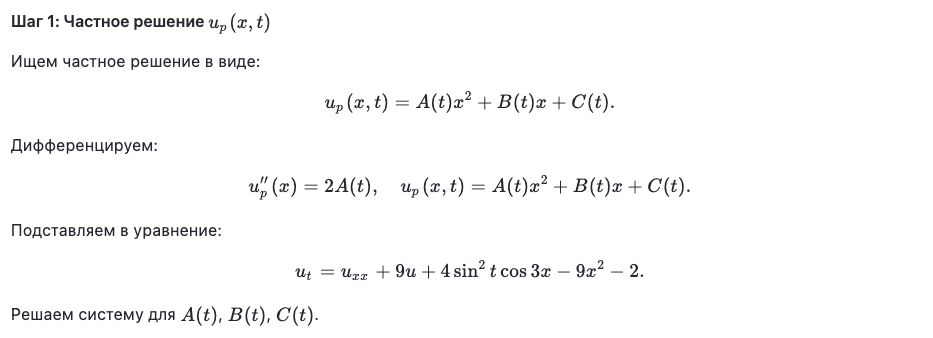 Шаг 1: Частное решение $u_p(x,t)$
Ищем частное решение в виде:
$u_p(x,t) = A(t)x^2 + B(t)x + C(t).$
Дифференцируем:
$u_p''(x) = 2A(t), \quad u_p(x,t) = A(t)x^2 + B(t)x + C(t).$
Подставляем в уравнение:
$u_t = u_{xx} + 9u + 4\sin^2 t \cos 3x - 9x^2 - 2.$
Решаем систему для $A(t), B(t), C(t)$.